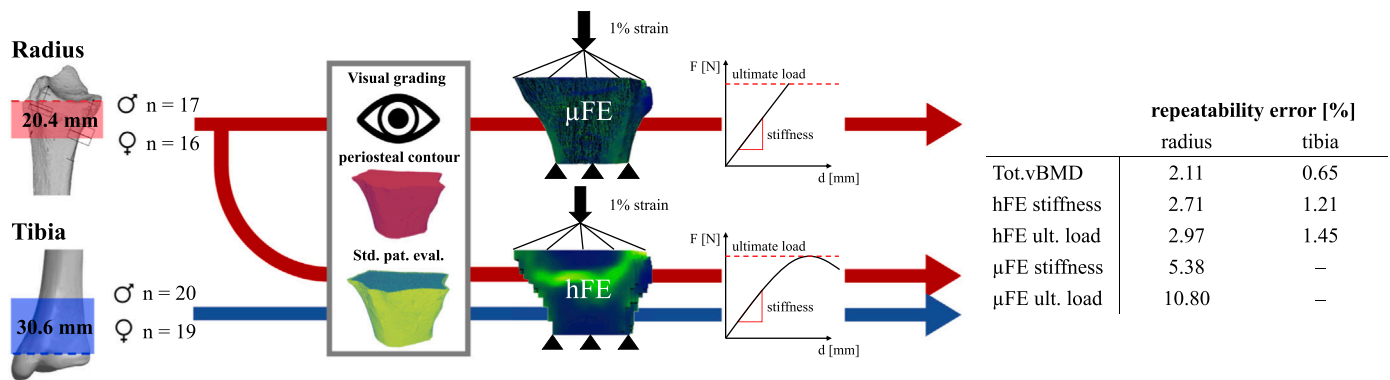 Radius
20.4 mm
♂ n = 17
♀ n = 16
Tibia
30.6 mm
♂ n = 20
♀ n = 19
Visual grading
periosteal contour
Std. pat. eval.
1% strain
µFE
F [N]
ultimate load
stiffness
d [mm]
1% strain
hFE
F [N]
ultimate load
stiffness
d [mm]
repeatability error [%]
radius tibia
Tot.vBMD 2.11 0.65
hFE stiffness 2.71 1.21
hFE ult. load 2.97 1.45
µFE stiffness 5.38 –
µFE ult. load 10.80 –